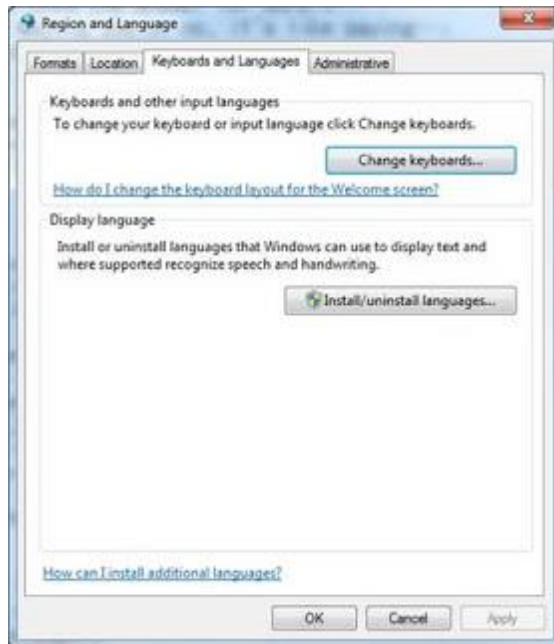 Region and Language
Formats Location Keyboards and Languages Administrative
Keyboards and other input languages
To change your keyboard or input language click Change keyboards.
Change keyboards...
How do I change the keyboard layout for the Welcome screen?
Display language
Install or uninstall languages that Windows can use to display text and
where supported recognize speech and handwriting.
Install/uninstall languages...
How can I install additional languages?
OK Cancel Apply